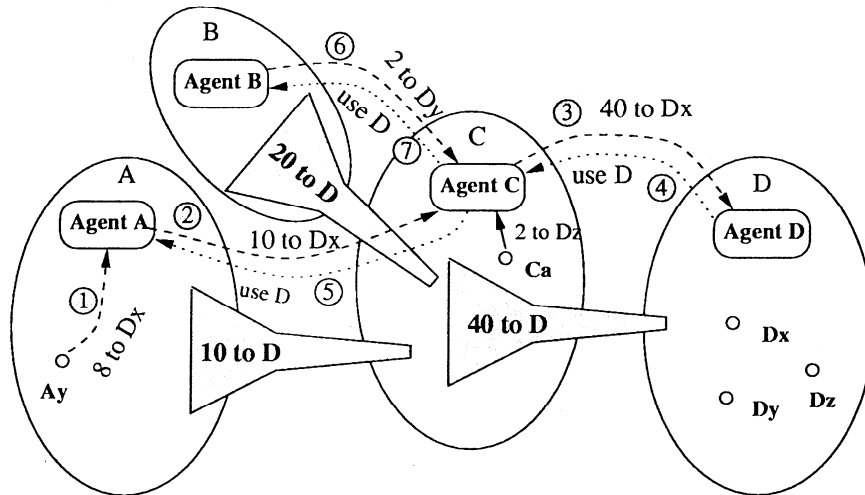 B
Agent B
6
2 to Dy
use D
7
20 to D
C
Agent C
3
40 to Dx
use D
4
D
Agent D
A
Agent A
2
10 to Dx
use D
5
2 to Dz
Ca
1
8 to Dx
Ay
10 to D
40 to D
Dx
Dy
Dz